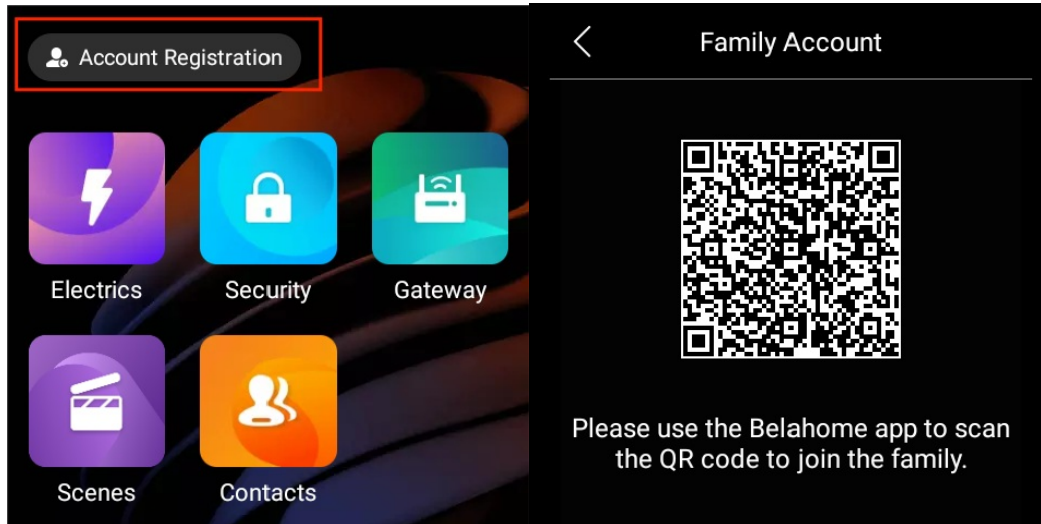 Account Registration
Electrics
Security
Gateway
Scenes
Contacts
Family Account
Please use the Belahome app to scan
the QR code to join the family.